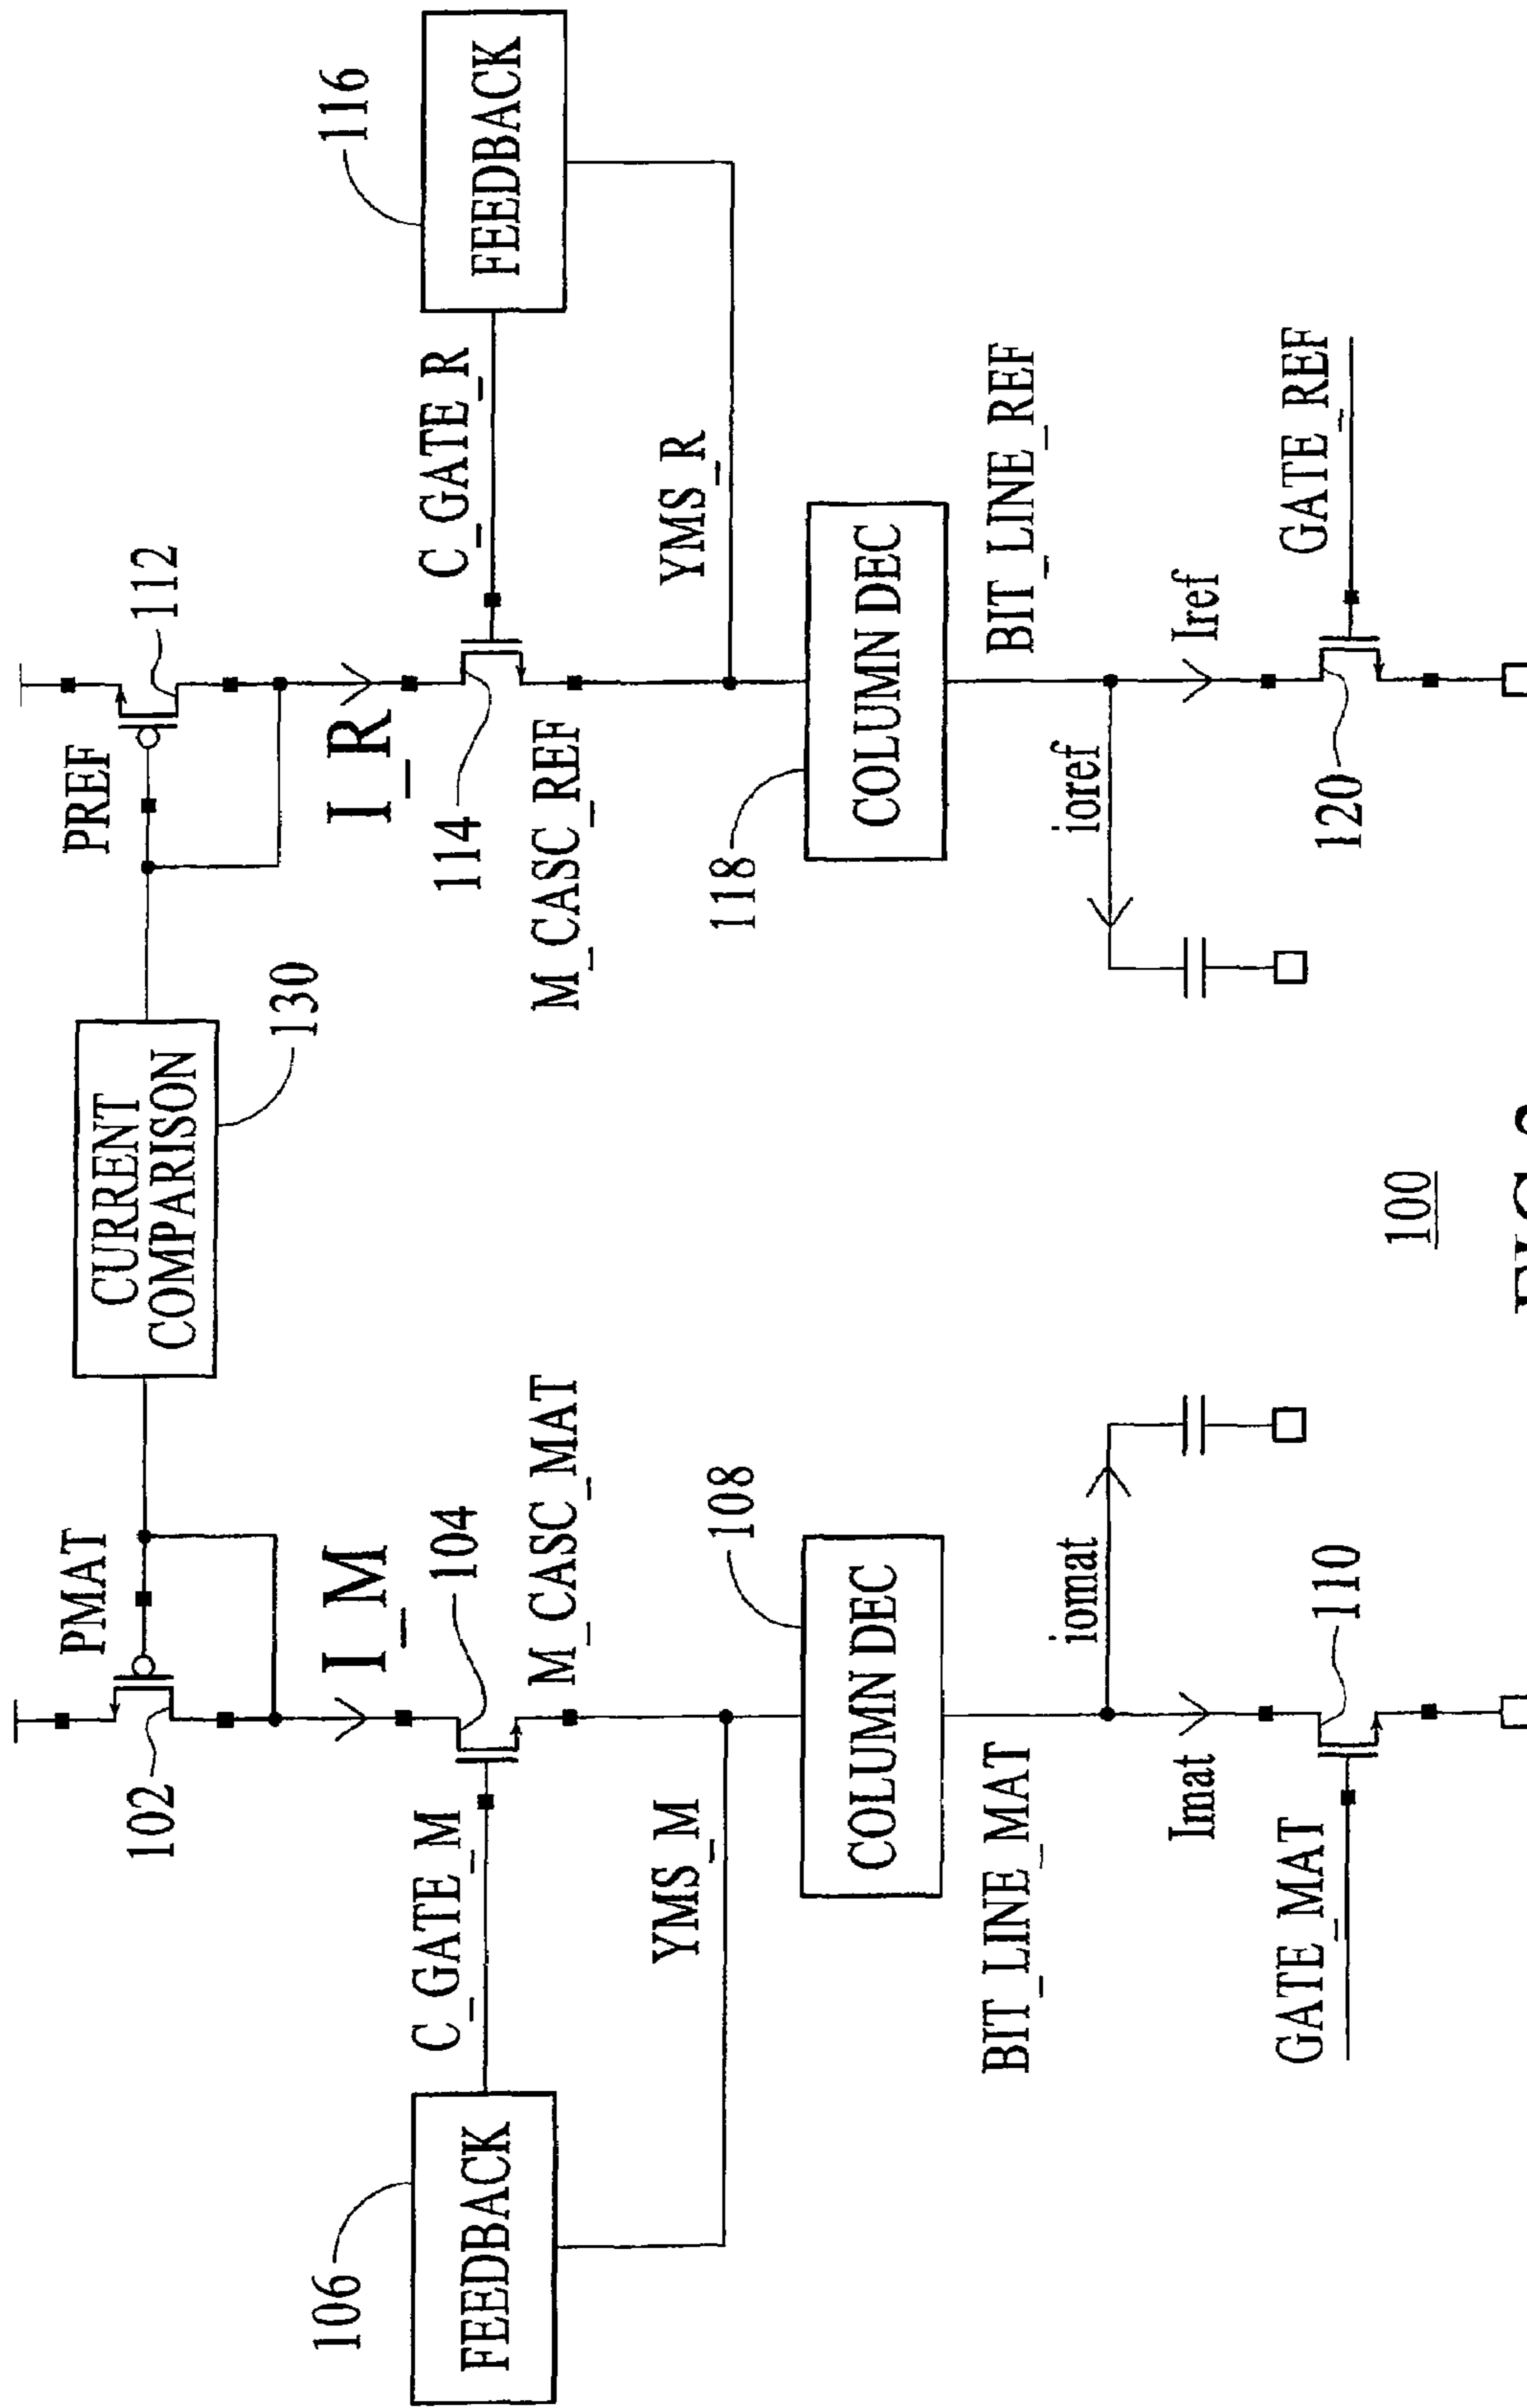 PMAT
CURRENT
COMPARISON
PREF
102
130
112
I_M
I_R
106
116
FEEDBACK
C_GATE_M
104
114
C_GATE_R
FEEDBACK
M_CASC_MAT
M_CASC_REF
YMS_M
YMS_R
108
118
COLUMN DEC
COLUMN DEC
BIT_LINE_MAT
BIT_LINE_REF
iomat
ioref
Imat
Iref
GATE_MAT
110
120
GATE_REF
100